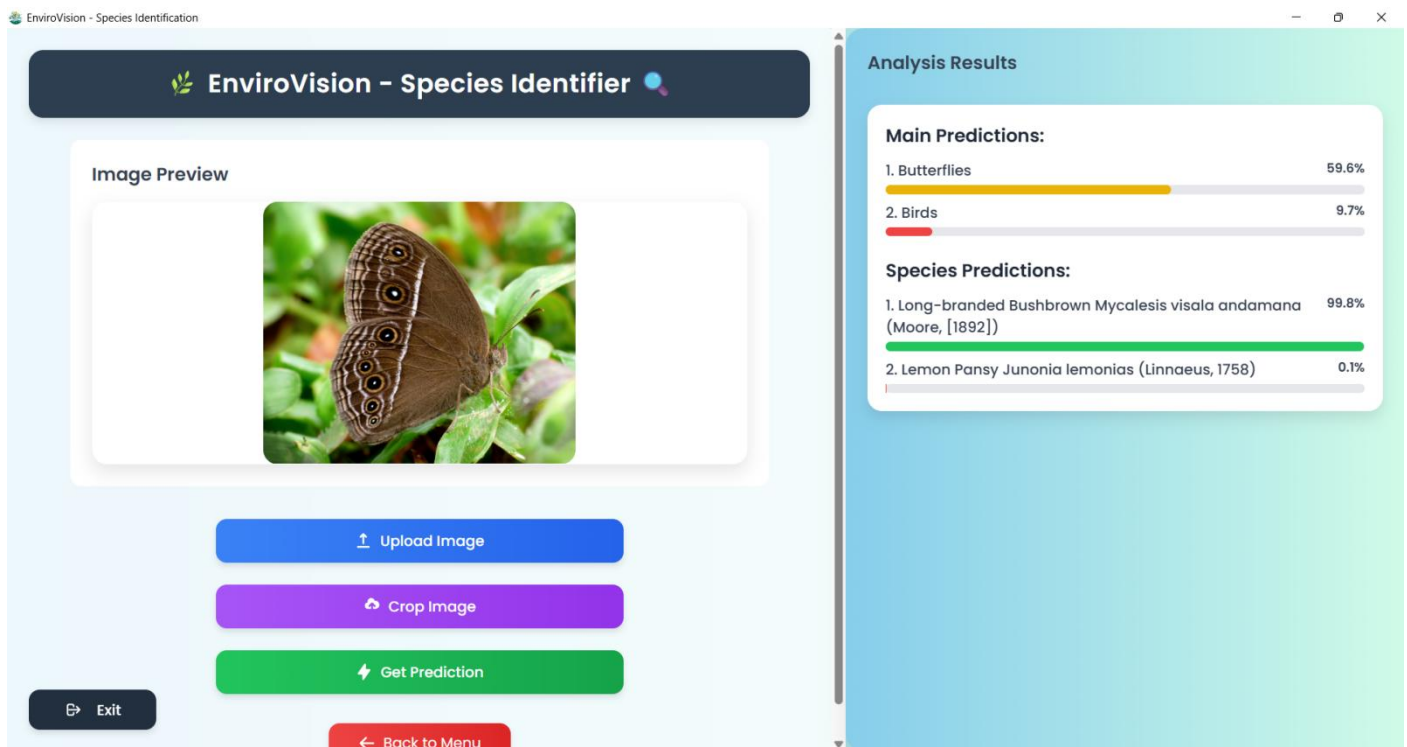 EnviroVision - Species Identification
EnviroVision - Species Identifier
Image Preview
Upload Image
Crop Image
Get Prediction
Exit
Back to Menu
Analysis Results
Main Predictions:
1. Butterflies 59.6%
2. Birds 9.7%
Species Predictions:
1. Long-branded Bushbrown Mycalesis visala andamana 99.8%
(Moore, [1892])
2. Lemon Pansy Junonia lemonias (Linnaeus, 1758) 0.1%